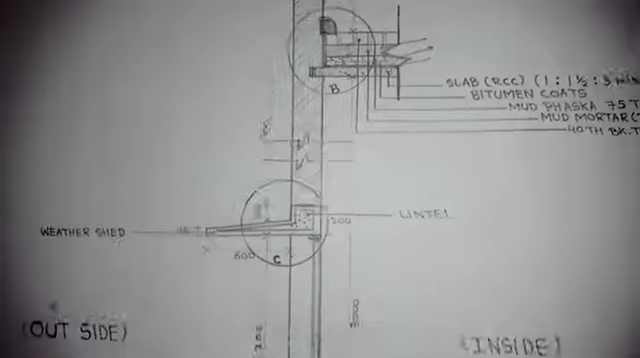 SLAB (RCC) (1:1½:3
BITUMEN COATS
MUD PHASKA 75T
MUD MORTAR
40TH BK.T
B
LINTEL
200
WEATHER SHED
600
C
(OUT SIDE)
(INSIDE)